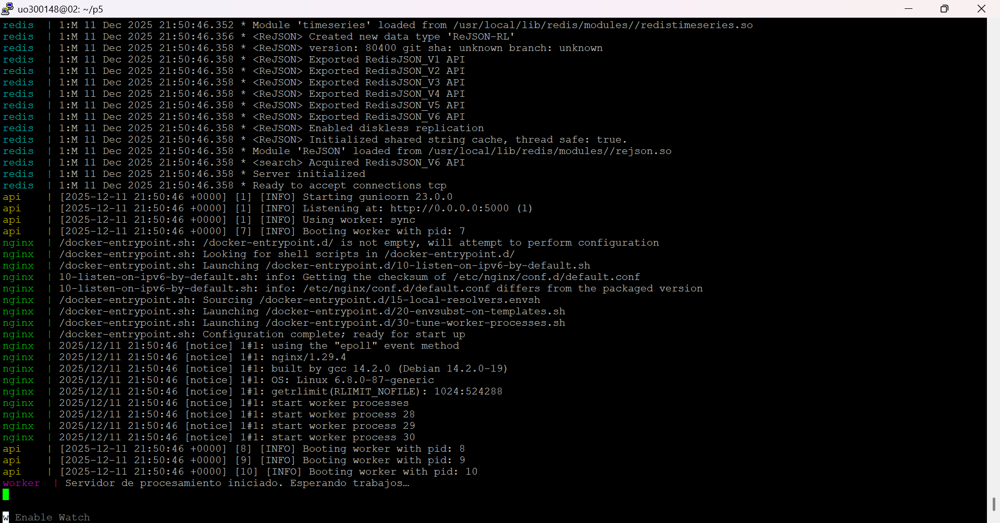 uo300148@02: ~/p5
redis  | 1:M 11 Dec 2025 21:50:46.352 * Module 'timeseries' loaded from /usr/local/lib/redis/modules//redistimeseries.so
redis  | 1:M 11 Dec 2025 21:50:46.356 * <ReJSON> Created new data type 'ReJSON-RL'
redis  | 1:M 11 Dec 2025 21:50:46.358 * <ReJSON> version: 80400 git sha: unknown branch: unknown
redis  | 1:M 11 Dec 2025 21:50:46.358 * <ReJSON> Exported RedisJSON_V1 API
redis  | 1:M 11 Dec 2025 21:50:46.358 * <ReJSON> Exported RedisJSON_V2 API
redis  | 1:M 11 Dec 2025 21:50:46.358 * <ReJSON> Exported RedisJSON_V3 API
redis  | 1:M 11 Dec 2025 21:50:46.358 * <ReJSON> Exported RedisJSON_V4 API
redis  | 1:M 11 Dec 2025 21:50:46.358 * <ReJSON> Exported RedisJSON_V5 API
redis  | 1:M 11 Dec 2025 21:50:46.358 * <ReJSON> Exported RedisJSON_V6 API
redis  | 1:M 11 Dec 2025 21:50:46.358 * <ReJSON> Enabled diskless replication
redis  | 1:M 11 Dec 2025 21:50:46.358 * <ReJSON> Initialized shared string cache, thread safe: true.
redis  | 1:M 11 Dec 2025 21:50:46.358 * Module 'ReJSON' loaded from /usr/local/lib/redis/modules//rejson.so
redis  | 1:M 11 Dec 2025 21:50:46.358 * <search> Acquired RedisJSON_V6 API
redis  | 1:M 11 Dec 2025 21:50:46.358 * Server initialized
redis  | 1:M 11 Dec 2025 21:50:46.358 * Ready to accept connections tcp
api    | [2025-12-11 21:50:46 +0000] [1] [INFO] Starting gunicorn 23.0.0
api    | [2025-12-11 21:50:46 +0000] [1] [INFO] Listening at: http://0.0.0.0:5000 (1)
api    | [2025-12-11 21:50:46 +0000] [1] [INFO] Using worker: sync
api    | [2025-12-11 21:50:46 +0000] [7] [INFO] Booting worker with pid: 7
nginx  | /docker-entrypoint.sh: /docker-entrypoint.d/ is not empty, will attempt to perform configuration
nginx  | /docker-entrypoint.sh: Looking for shell scripts in /docker-entrypoint.d/
nginx  | /docker-entrypoint.sh: Launching /docker-entrypoint.d/10-listen-on-ipv6-by-default.sh
nginx  | 10-listen-on-ipv6-by-default.sh: info: Getting the checksum of /etc/nginx/conf.d/default.conf
nginx  | 10-listen-on-ipv6-by-default.sh: info: /etc/nginx/conf.d/default.conf differs from the packaged version
nginx  | /docker-entrypoint.sh: Sourcing /docker-entrypoint.d/15-local-resolvers.envsh
nginx  | /docker-entrypoint.sh: Launching /docker-entrypoint.d/20-envsubst-on-templates.sh
nginx  | /docker-entrypoint.sh: Launching /docker-entrypoint.d/30-tune-worker-processes.sh
nginx  | /docker-entrypoint.sh: Configuration complete; ready for start up
nginx  | 2025/12/11 21:50:46 [notice] 1#1: using the "epoll" event method
nginx  | 2025/12/11 21:50:46 [notice] 1#1: nginx/1.29.4
nginx  | 2025/12/11 21:50:46 [notice] 1#1: built by gcc 14.2.0 (Debian 14.2.0-19)
nginx  | 2025/12/11 21:50:46 [notice] 1#1: OS: Linux 6.8.0-87-generic
nginx  | 2025/12/11 21:50:46 [notice] 1#1: getrlimit(RLIMIT_NOFILE): 1024:524288
nginx  | 2025/12/11 21:50:46 [notice] 1#1: start worker processes
nginx  | 2025/12/11 21:50:46 [notice] 1#1: start worker process 28
nginx  | 2025/12/11 21:50:46 [notice] 1#1: start worker process 29
nginx  | 2025/12/11 21:50:46 [notice] 1#1: start worker process 30
api    | [2025-12-11 21:50:46 +0000] [8] [INFO] Booting worker with pid: 8
api    | [2025-12-11 21:50:46 +0000] [9] [INFO] Booting worker with pid: 9
api    | [2025-12-11 21:50:46 +0000] [10] [INFO] Booting worker with pid: 10
worker  | Servidor de procesamiento iniciado. Esperando trabajos…
w Enable Watch